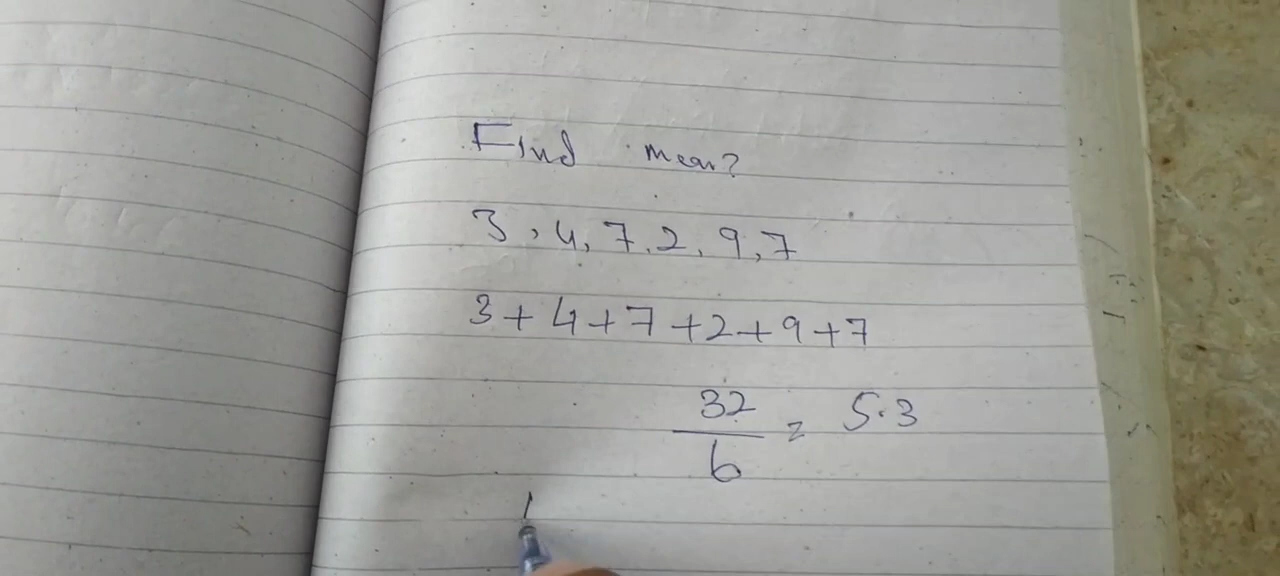 Find mean?
3, 4, 7, 2, 9, 7
3+4+7+2+9+7
32
6
= 5.3